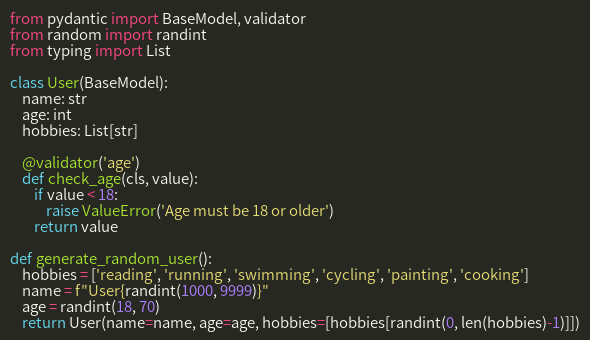 from pydantic import BaseModel, validator
from random import randint
from typing import List

class User(BaseModel):
    name: str
    age: int
    hobbies: List[str]

    @validator('age')
    def check_age(cls, value):
        if value < 18:
            raise ValueError('Age must be 18 or older')
        return value

def generate_random_user():
    hobbies = ['reading', 'running', 'swimming', 'cycling', 'painting', 'cooking']
    name = f"User{randint(1000, 9999)}"
    age = randint(18, 70)
    return User(name=name, age=age, hobbies=[hobbies[randint(0, len(hobbies)-1)]])